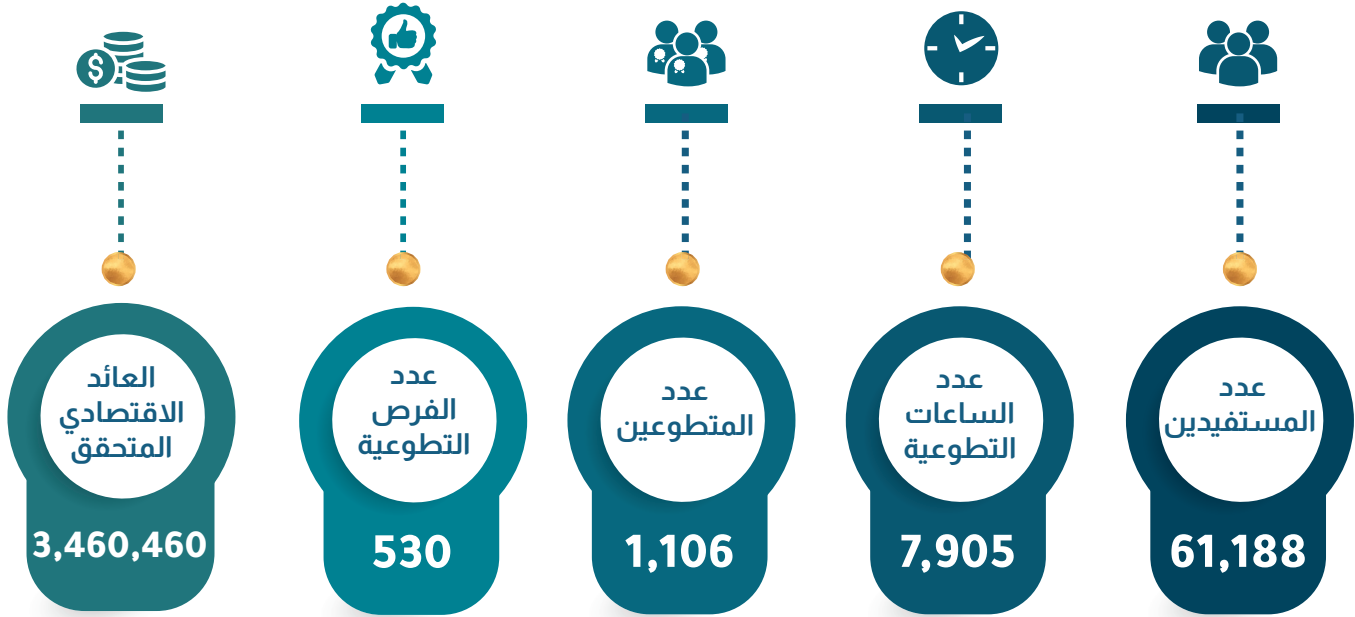 عدد
المستفيدين
61,188
عدد
الساعات
التطوعية
7,905
عدد
المتطوعين
1,106
عدد
الفرص
التطوعية
530
العائد
الاقتصادي
المتحقق
3,460,460
$